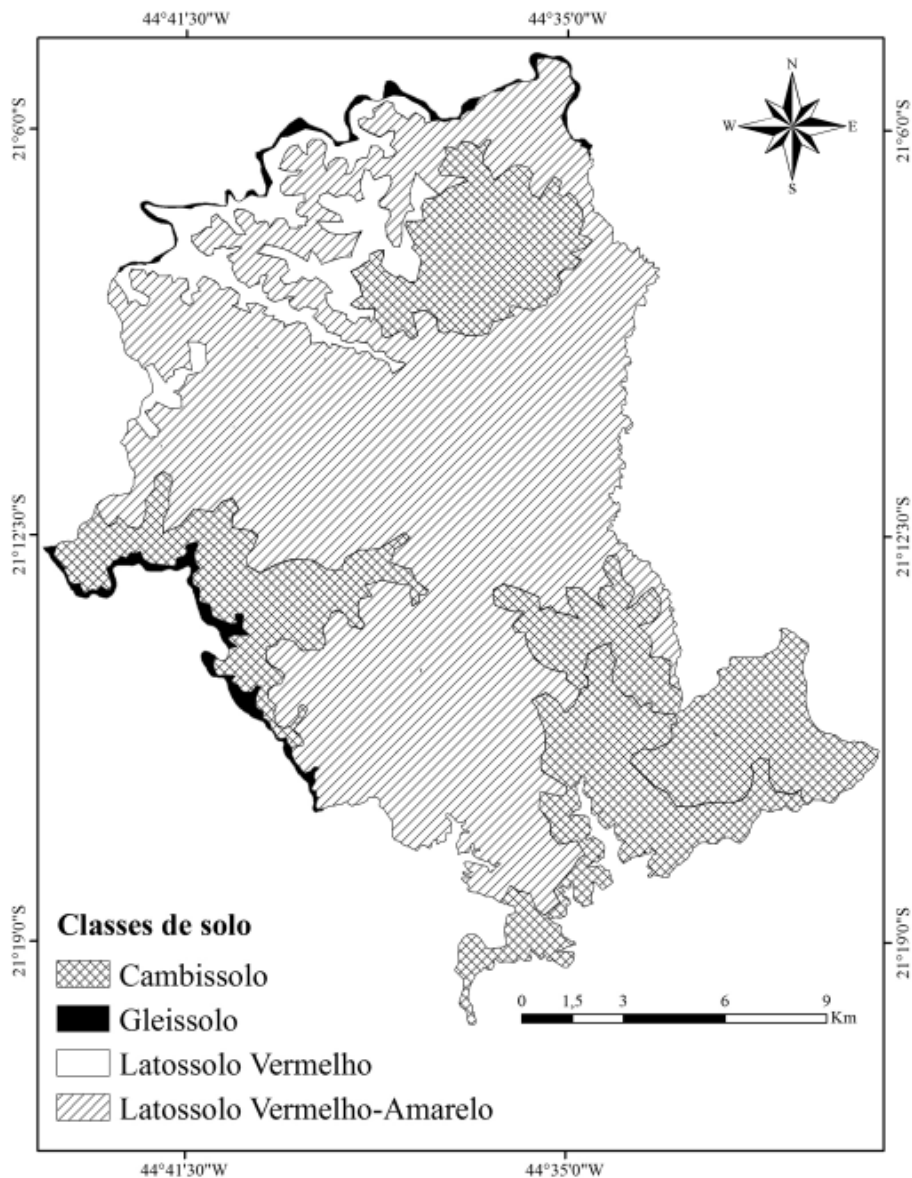 44°41'30"W 44°35'0"W
N
W E
S
21°6'0"S 21°6'0"S
21°12'30"S 21°12'30"S
21°19'0"S 21°19'0"S
Classes de solo
Cambissolo
Gleissolo
Latossolo Vermelho
Latossolo Vermelho-Amarelo
0 1,5 3 6 9
Km
44°41'30"W 44°35'0"W